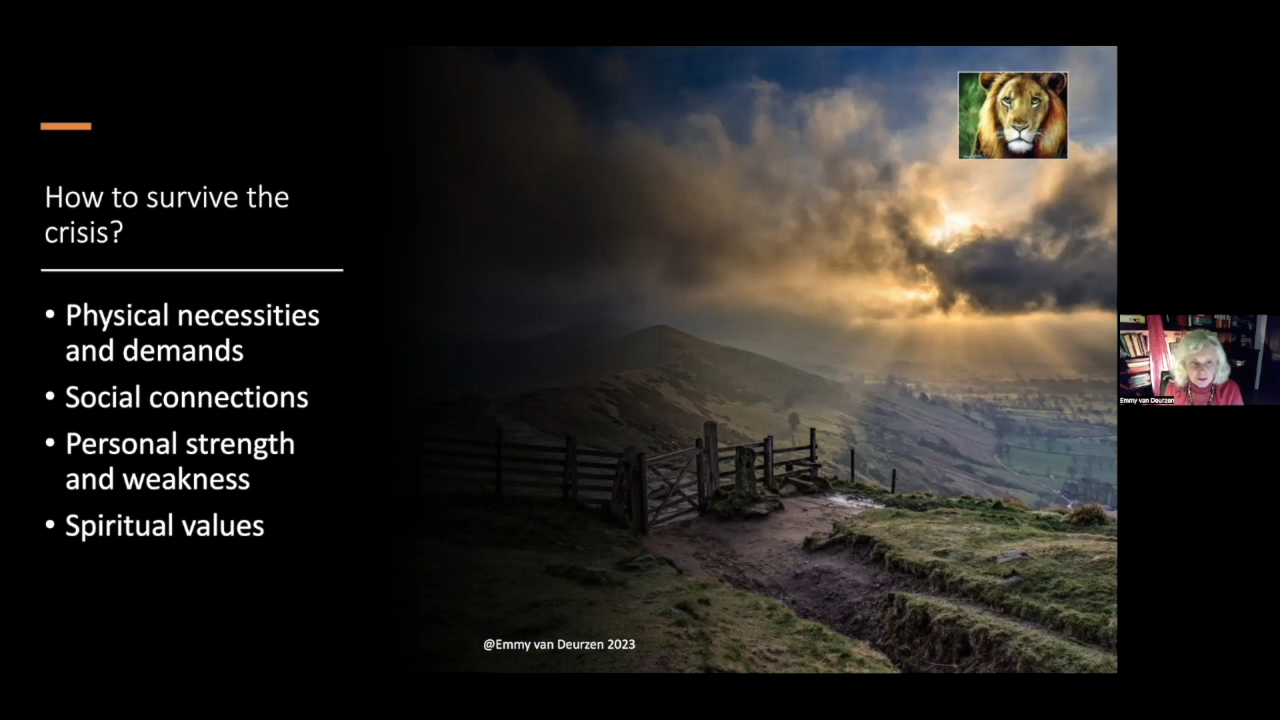 How to survive the
crisis?
• Physical necessities
and demands
• Social connections
• Personal strength
and weakness
• Spiritual values
@Emmy van Deurzen 2023
Emmy van Deurzen